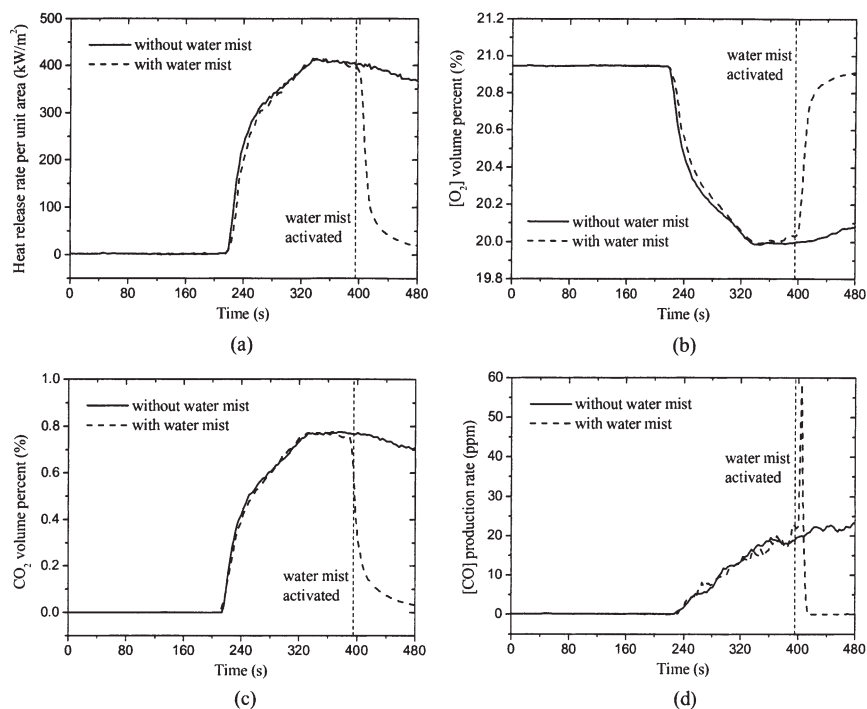 500
400
300
200
100
0
0 80 160 240 320 400 480
Heat release rate per unit area (kW/m²)
without water mist
with water mist
water mist
activated
Time (s)
(a)
21.2
21.0
20.8
20.6
20.4
20.2
20.0
19.8
0 80 160 240 320 400 480
[O₂] volume percent (%)
water mist
activated
without water mist
with water mist
Time (s)
(b)
1.0
0.8
0.6
0.4
0.2
0.0
0 80 160 240 320 400 480
CO₂ volume percent (%)
without water mist
with water mist
water mist
activated
Time (s)
(c)
60
50
40
30
20
10
0
0 80 160 240 320 400 480
[CO] production rate (ppm)
without water mist
with water mist
water mist
activated
Time (s)
(d)